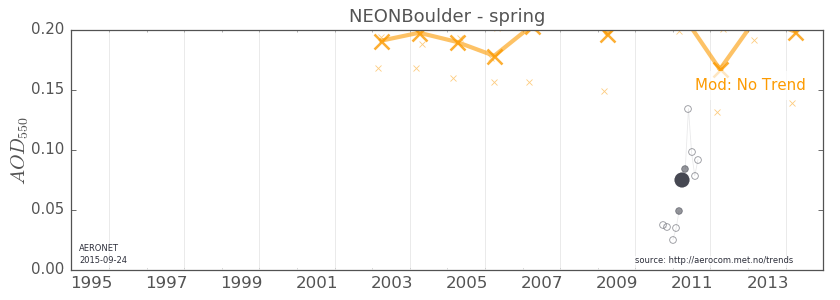 NEONBoulder - spring
0.20
0.15
0.10
0.05
0.00
AOD550
Mod: No Trend
AERONET
2015-09-24
source: http://aerocom.met.no/trends
1995 1997 1999 2001 2003 2005 2007 2009 2011 2013